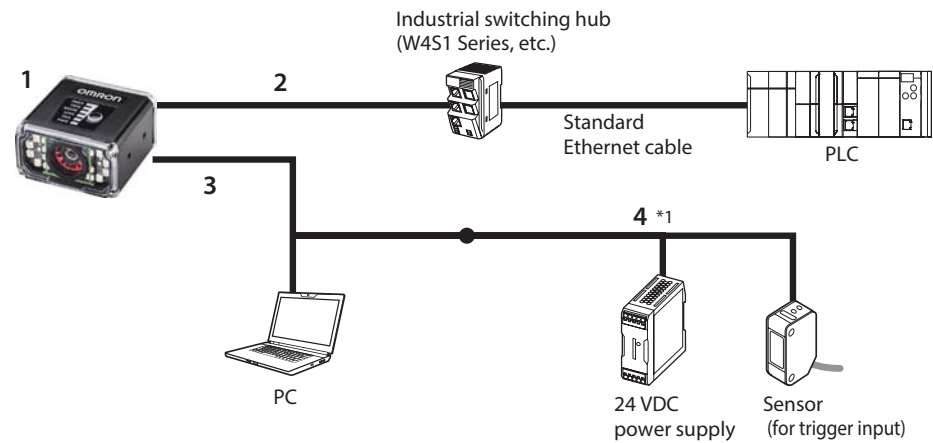 Industrial switching hub
(W4S1 Series, etc.)
1
OMRON
2
Standard
Ethernet cable
PLC
3
4 *1
PC
24 VDC
power supply
Sensor
(for trigger input)